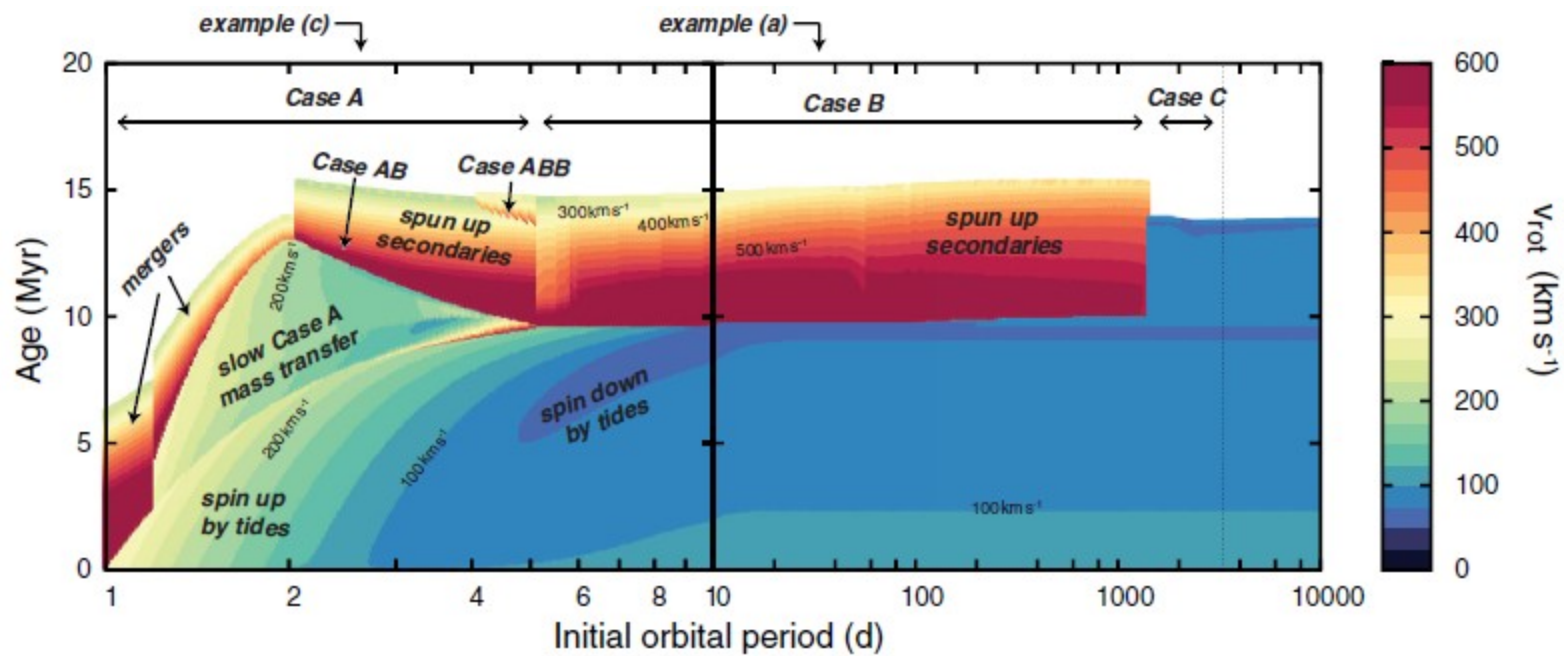 example (c)
example (a)
20
15
10
5
0
Age (Myr)
Case A
Case B
Case C
Case AB
Case ABB
mergers
spun up
secondaries
300kms⁻¹
400kms⁻¹
500kms⁻¹
spun up
secondaries
200kms⁻¹
slow Case A
mass transfer
200kms⁻¹
100kms⁻¹
spin down
by tides
spin up
by tides
100kms⁻¹
1 2 4 6 8 10 100 1000 10000
Initial orbital period (d)
600
500
400
300
200
100
0
vrot (km s⁻¹)